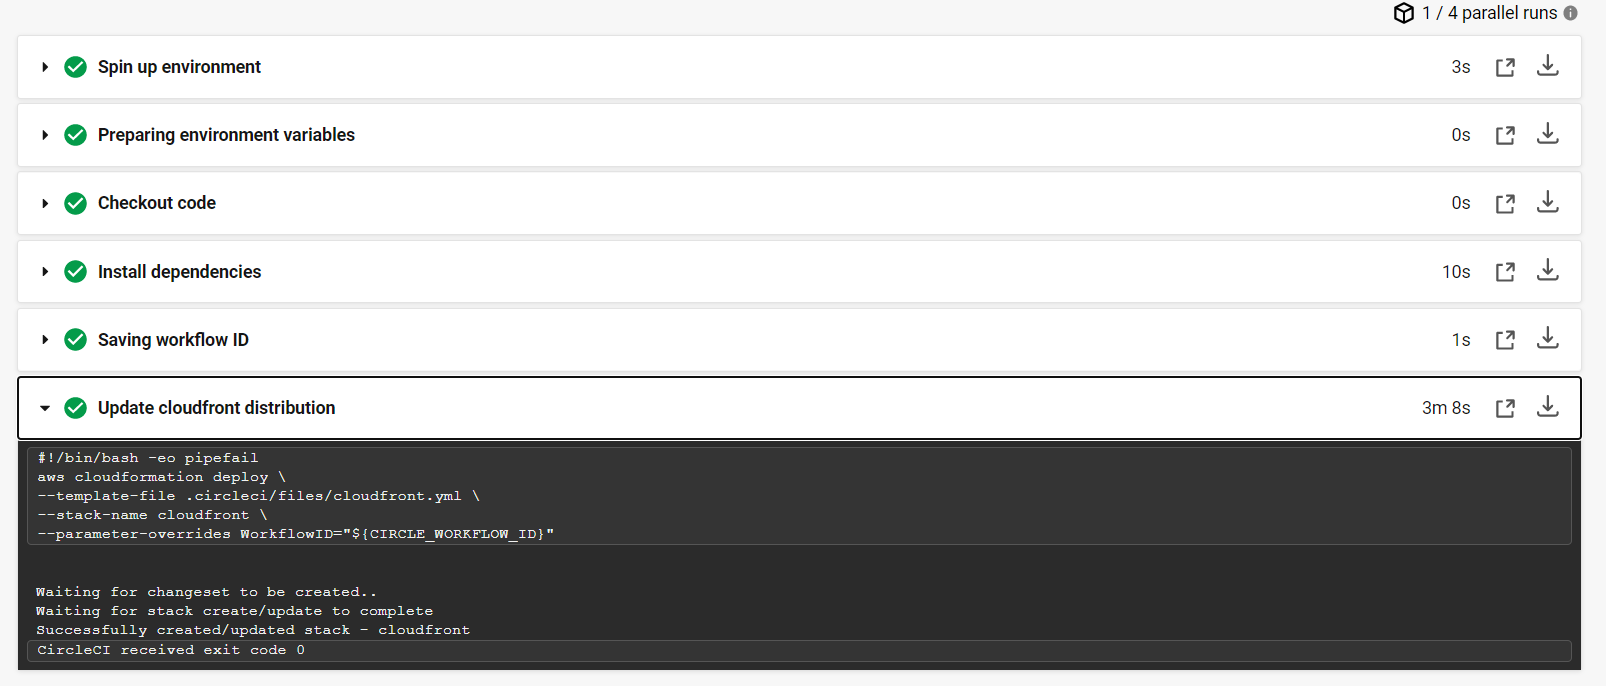 1 / 4 parallel runs
Spin up environment 3s
Preparing environment variables 0s
Checkout code 0s
Install dependencies 10s
Saving workflow ID 1s
Update cloudfront distribution 3m 8s
#!/bin/bash -eo pipefail
aws cloudformation deploy \
--template-file .circleci/files/cloudfront.yml \
--stack-name cloudfront \
--parameter-overrides WorkflowID="${CIRCLE_WORKFLOW_ID}"
Waiting for changeset to be created..
Waiting for stack create/update to complete
Successfully created/updated stack - cloudfront
CircleCI received exit code 0